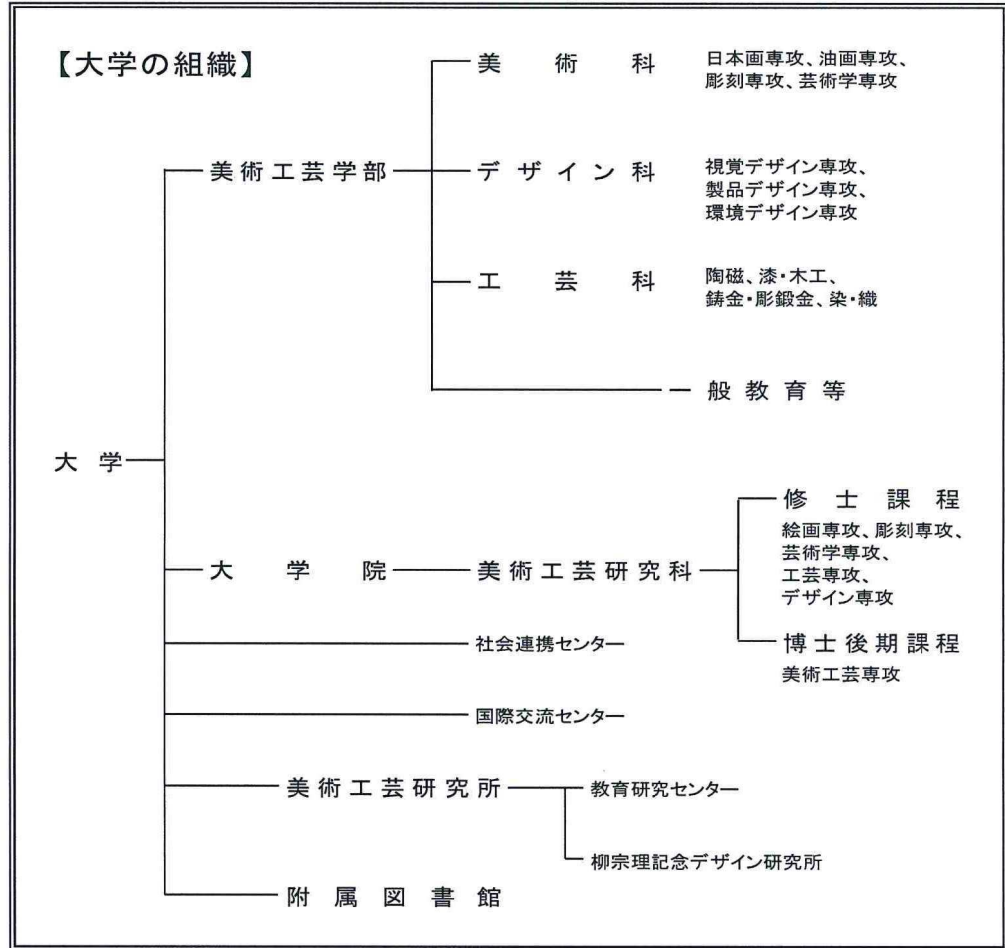 【大学の組織】
美術科
日本画専攻、油画専攻、
彫刻専攻、芸術学専攻
美術工芸学部
デザイン科
視覚デザイン専攻、
製品デザイン専攻、
環境デザイン専攻
工芸科
陶磁、漆・木工、
鋳金・彫鍛金、染・織
一般教育等
大学
大学院
美術工芸研究科
修士課程
絵画専攻、彫刻専攻、
芸術学専攻、
工芸専攻、
デザイン専攻
博士後期課程
美術工芸専攻
社会連携センター
国際交流センター
美術工芸研究所
教育研究センター
柳宗理記念デザイン研究所
附属図書館